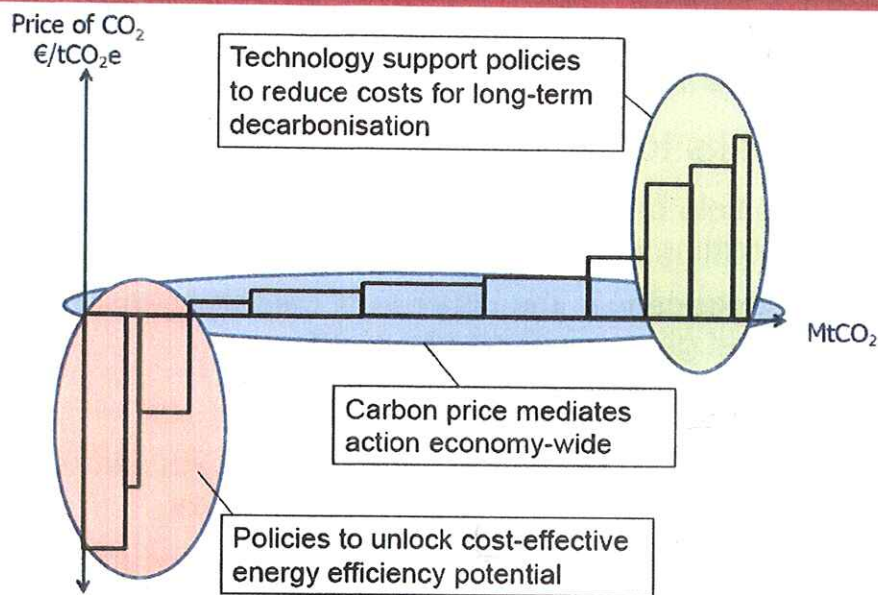 Price of CO₂
€/tCO₂e
Technology support policies
to reduce costs for long-term
decarbonisation
MtCO₂
Carbon price mediates
action economy-wide
Policies to unlock cost-effective
energy efficiency potential